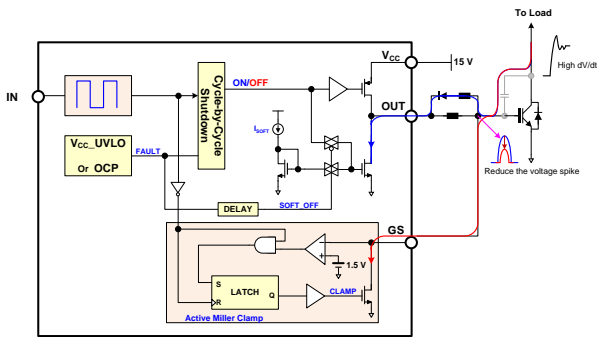 To Load
High dV/dt
VCC
15 V
IN
Cycle-by-Cycle
Shutdown
ON/OFF
OUT
ISOFT
VCC_UVLO
Or OCP
FAULT
DELAY
SOFT_OFF
Reduce the voltage spike
GS
1.5 V
S
R
LATCH
Q
CLAMP
Active Miller Clamp